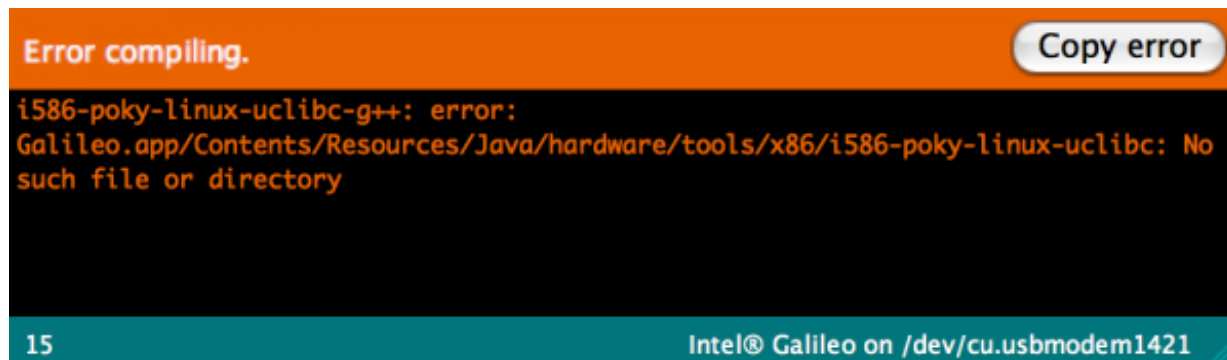 Error compiling.
Copy error
i586-poky-linux-uclibc-g++: error:
Galileo.app/Contents/Resources/Java/hardware/tools/x86/i586-poky-linux-uclibc: No
such file or directory
15
Intel® Galileo on /dev/cu.usbmodem1421